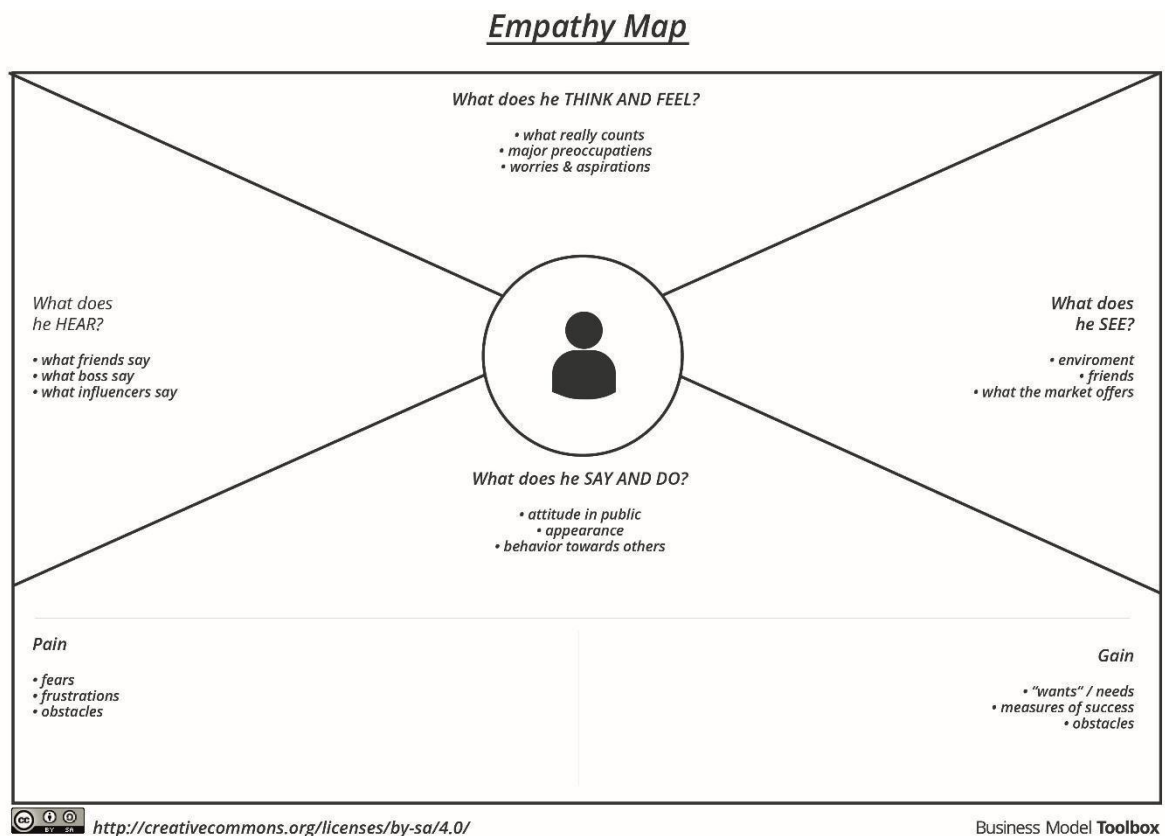 Empathy Map
What does he THINK AND FEEL?
• what really counts
• major preoccupatiens
• worries & aspirations
What does
he HEAR?
• what friends say
• what boss say
• what influencers say
What does
he SEE?
• enviroment
• friends
• what the market offers
What does he SAY AND DO?
• attitude in public
• appearance
• behavior towards others
Pain
• fears
• frustrations
• obstacles
Gain
• “wants” / needs
• measures of success
• obstacles
cc BY SA
http://creativecommons.org/licenses/by-sa/4.0/
Business Model Toolbox